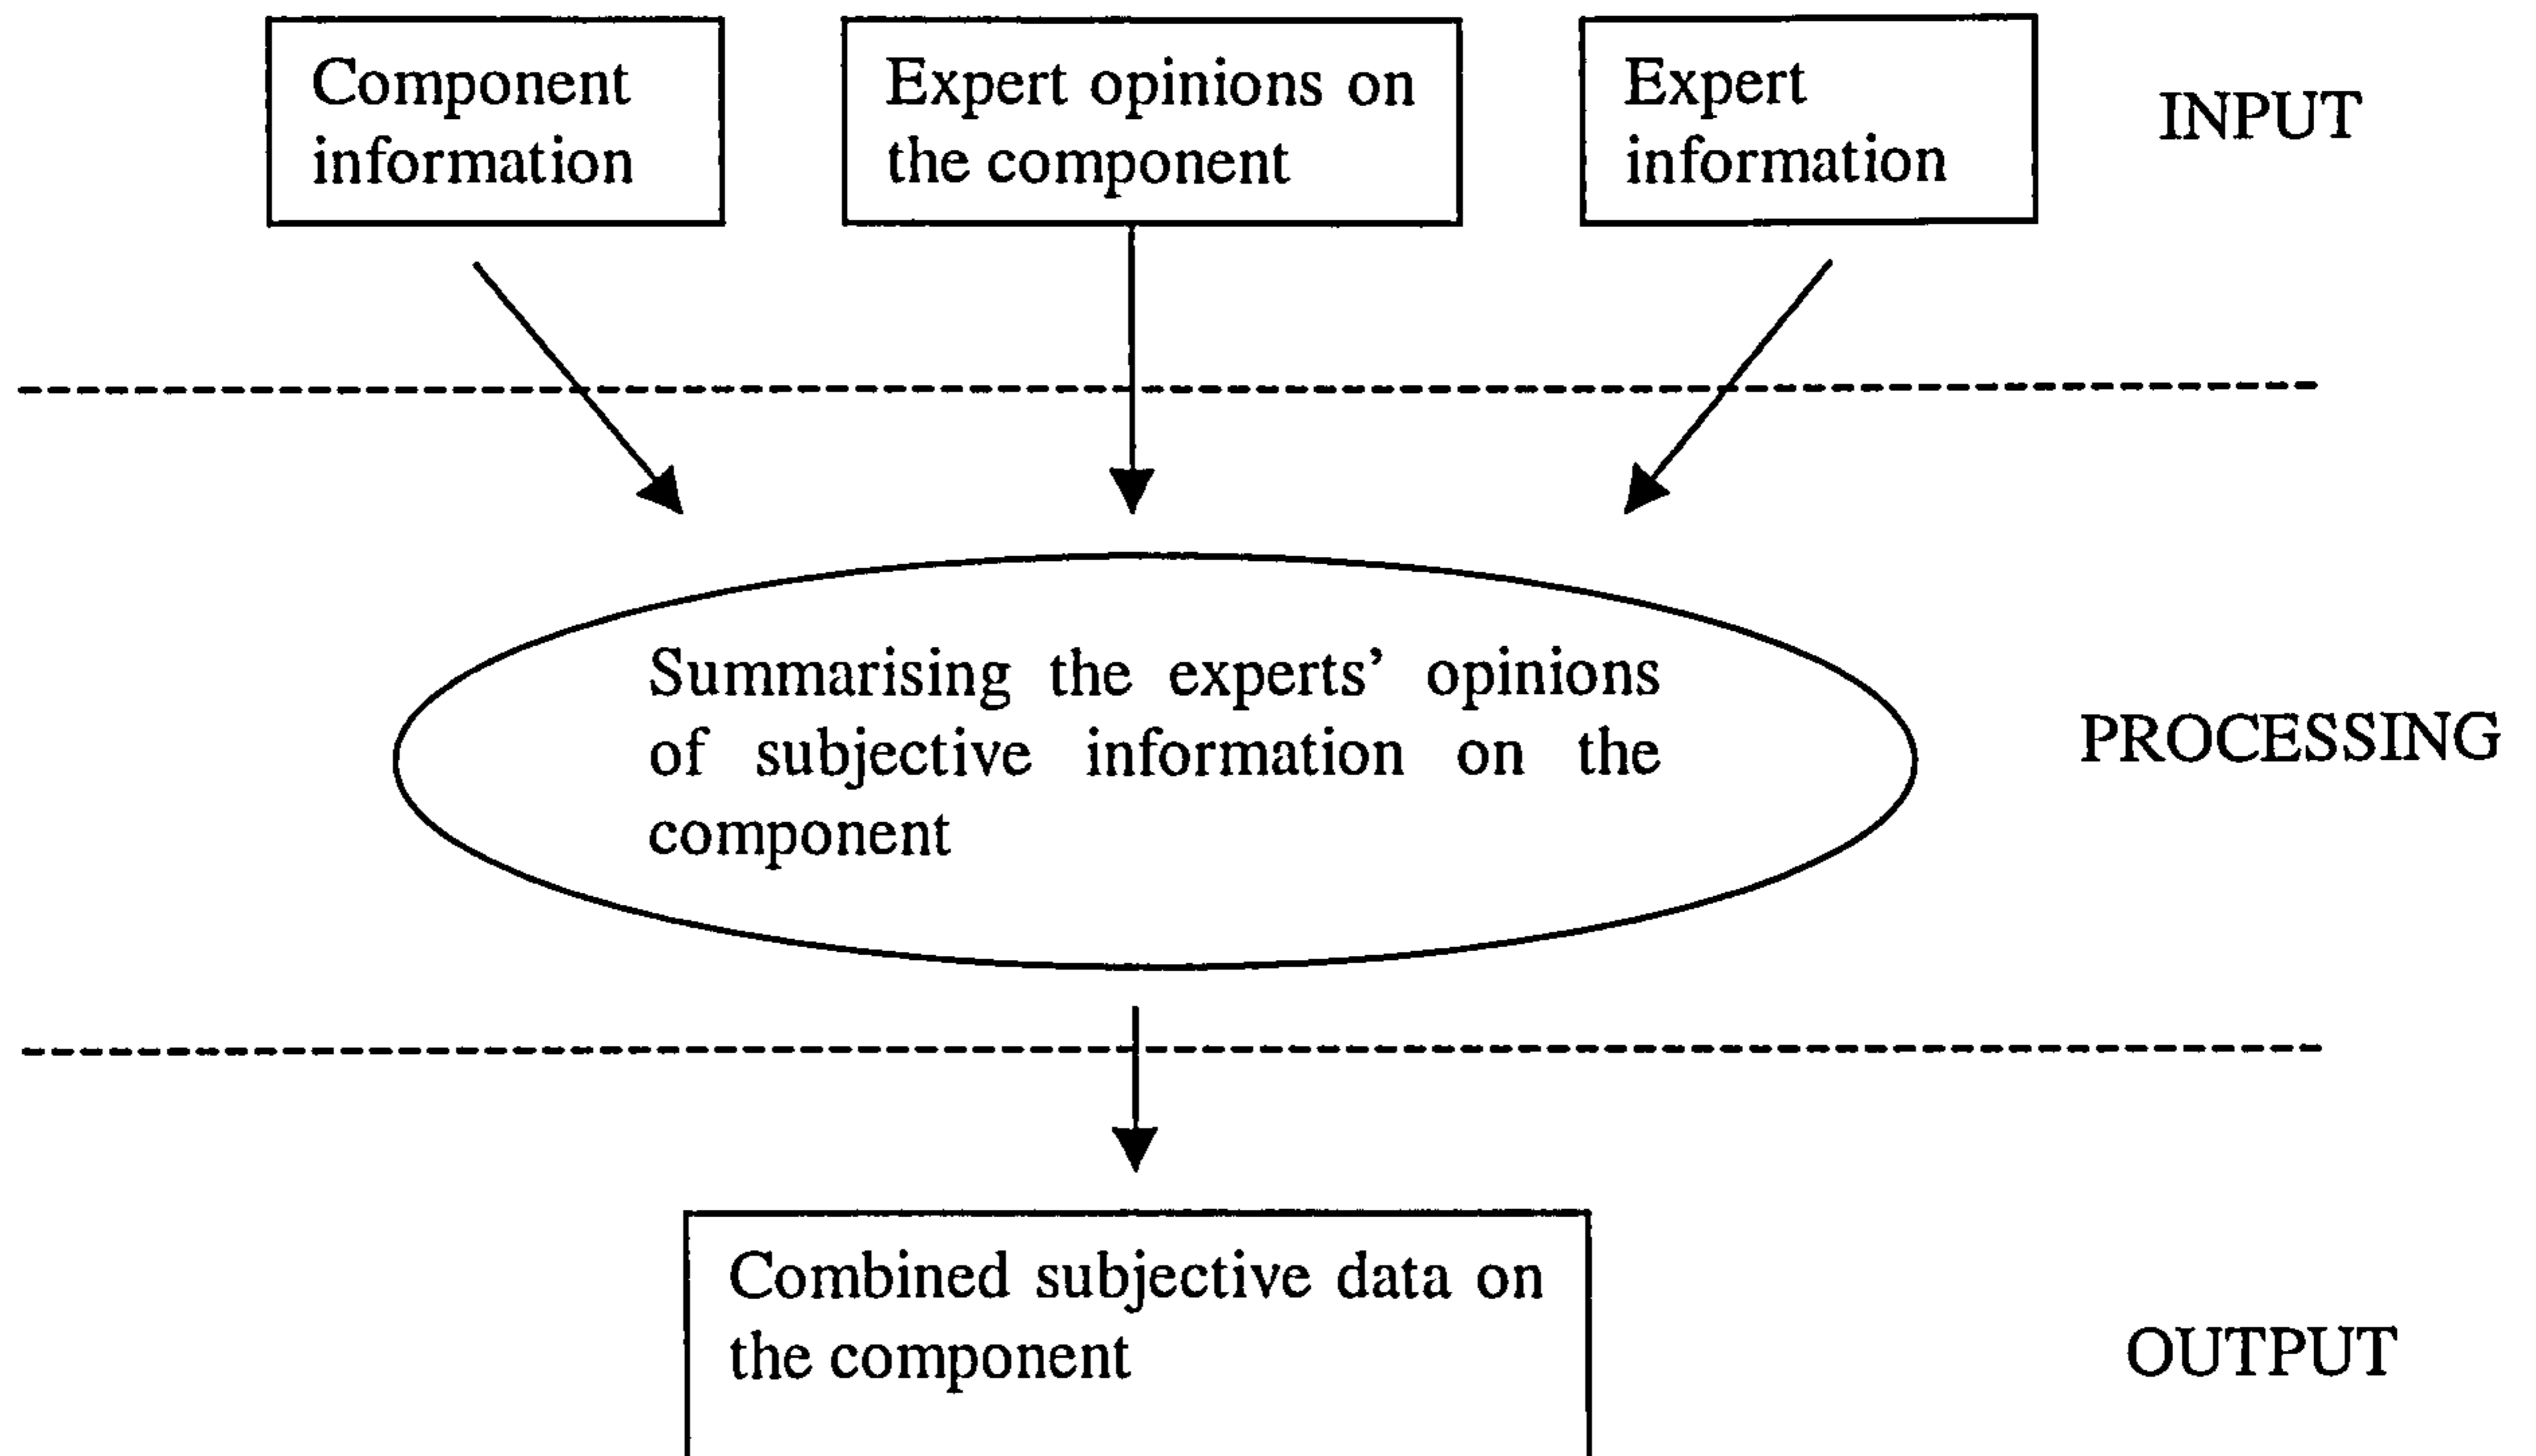 Component
information
Expert opinions on
the component
Expert
information
INPUT
Summarising the experts’ opinions
of subjective information on the
component
PROCESSING
Combined subjective data on
the component
OUTPUT